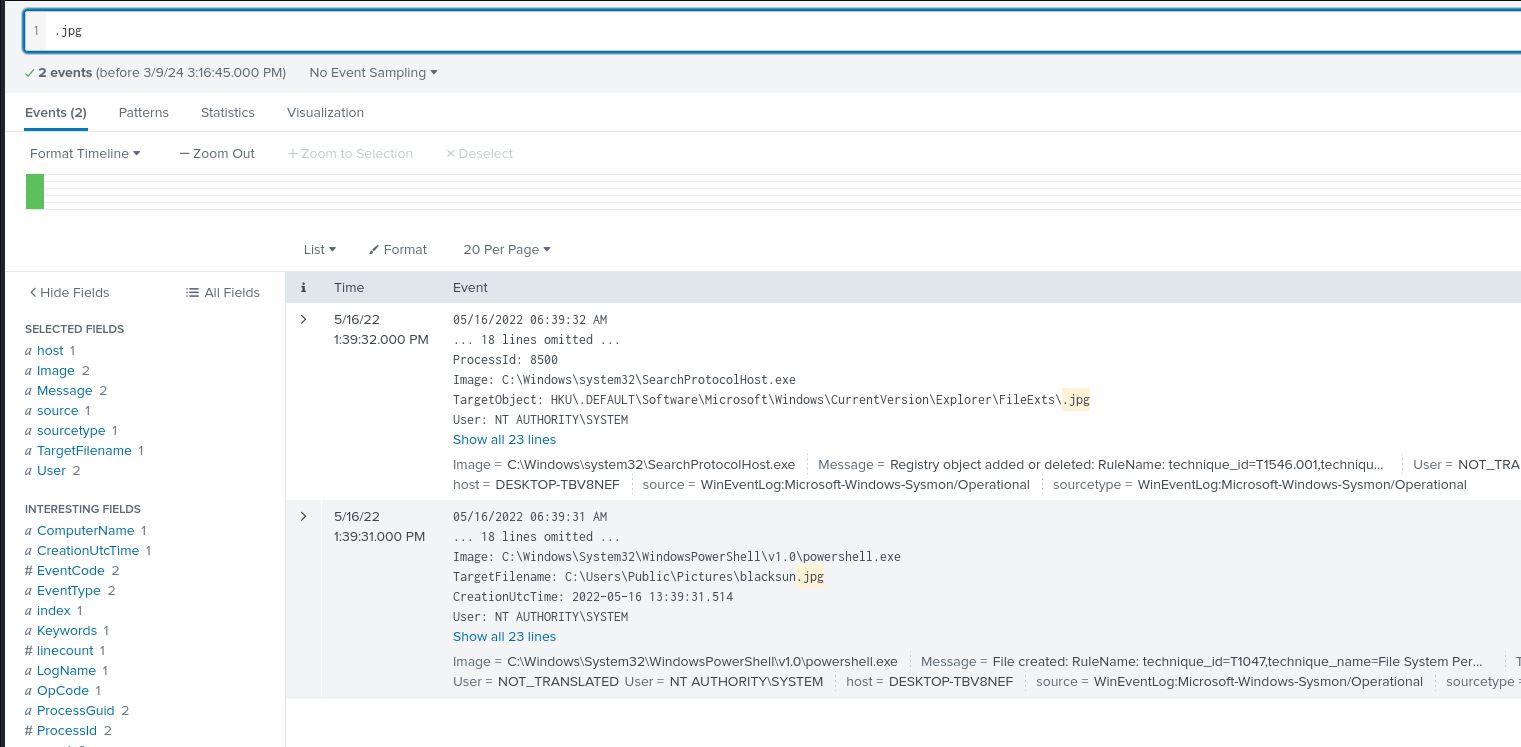 1 .jpg
✓ 2 events (before 3/9/24 3:16:45.000 PM) No Event Sampling ▾
Events (2) Patterns Statistics Visualization
Format Timeline ▾ — Zoom Out + Zoom to Selection × Deselect
List ▾ Format 20 Per Page ▾
< Hide Fields All Fields
i Time Event
SELECTED FIELDS
a host 1
a Image 2
a Message 2
a source 1
a sourcetype 1
a TargetFilename 1
a User 2
INTERESTING FIELDS
a ComputerName 1
a CreationUtcTime 1
# EventCode 2
a EventType 2
a index 1
a Keywords 1
# linecount 1
a LogName 1
a OpCode 1
a ProcessGuid 2
# ProcessId 2
> 5/16/22
1:39:32.000 PM
05/16/2022 06:39:32 AM
... 18 lines omitted ...
ProcessId: 8500
Image: C:\Windows\system32\SearchProtocolHost.exe
TargetObject: HKU\.DEFAULT\Software\Microsoft\Windows\CurrentVersion\Explorer\FileExts\.jpg
User: NT AUTHORITY\SYSTEM
Show all 23 lines
Image = C:\Windows\system32\SearchProtocolHost.exe Message = Registry object added or deleted: RuleName: technique_id=T1546.001,techniqu... User = NOT_TRA
host = DESKTOP-TBV8NEF source = WinEventLog:Microsoft-Windows-Sysmon/Operational sourcetype = WinEventLog:Microsoft-Windows-Sysmon/Operational
> 5/16/22
1:39:31.000 PM
05/16/2022 06:39:31 AM
... 18 lines omitted ...
Image: C:\Windows\System32\WindowsPowerShell\v1.0\powershell.exe
TargetFilename: C:\Users\Public\Pictures\blacksun.jpg
CreationUtcTime: 2022-05-16 13:39:31.514
User: NT AUTHORITY\SYSTEM
Show all 23 lines
Image = C:\Windows\System32\WindowsPowerShell\v1.0\powershell.exe Message = File created: RuleName: technique_id=T1047,technique_name=File System Per... T
User = NOT_TRANSLATED User = NT AUTHORITY\SYSTEM host = DESKTOP-TBV8NEF source = WinEventLog:Microsoft-Windows-Sysmon/Operational sourcetype =